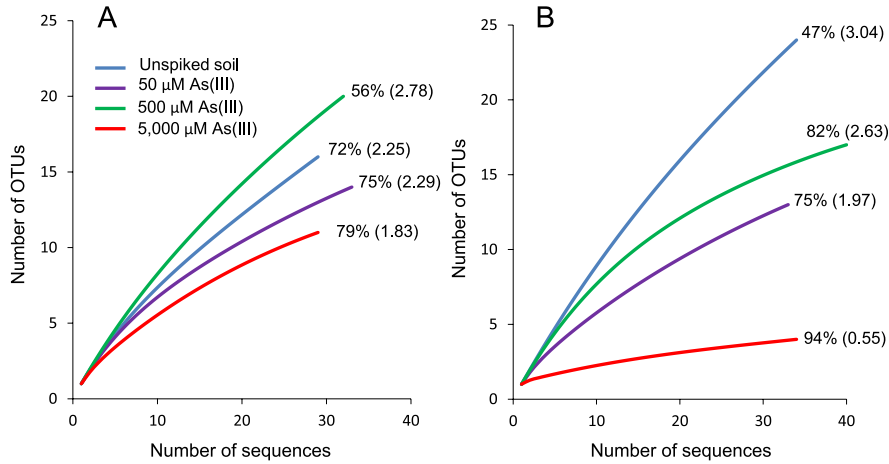 A
Number of OTUs
25
20
15
10
5
0
Unspiked soil
50 µM As(III)
500 µM As(III)
5,000 µM As(III)
56% (2.78)
72% (2.25)
75% (2.29)
79% (1.83)
0 10 20 30 40
Number of sequences
B
Number of OTUs
25
20
15
10
5
0
47% (3.04)
82% (2.63)
75% (1.97)
94% (0.55)
0 10 20 30 40
Number of sequences